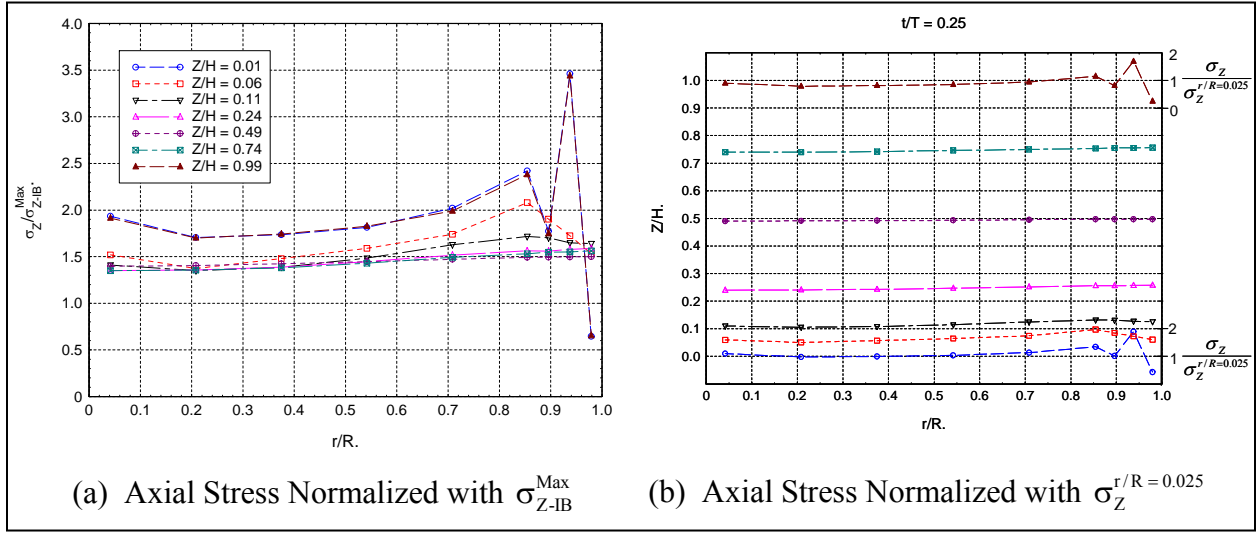 4.0
3.5
3.0
2.5
2.0
1.5
1.0
0.5
0
σZ/σZ-IB^Max.
Z/H = 0.01
Z/H = 0.06
Z/H = 0.11
Z/H = 0.24
Z/H = 0.49
Z/H = 0.74
Z/H = 0.99
0 0.1 0.2 0.3 0.4 0.5 0.6 0.7 0.8 0.9 1.0
r/R.
(a) Axial Stress Normalized with σZ-IB^Max
t/T = 0.25
1.0
0.9
0.8
0.7
0.6
0.5
0.4
0.3
0.2
0.1
0.0
Z/H.
2
1
0
σZ
σZ^r/R=0.025
2
1
σZ
σZ^r/R=0.025
0 0.1 0.2 0.3 0.4 0.5 0.6 0.7 0.8 0.9 1.0
r/R.
(b) Axial Stress Normalized with σZ^r/R = 0.025